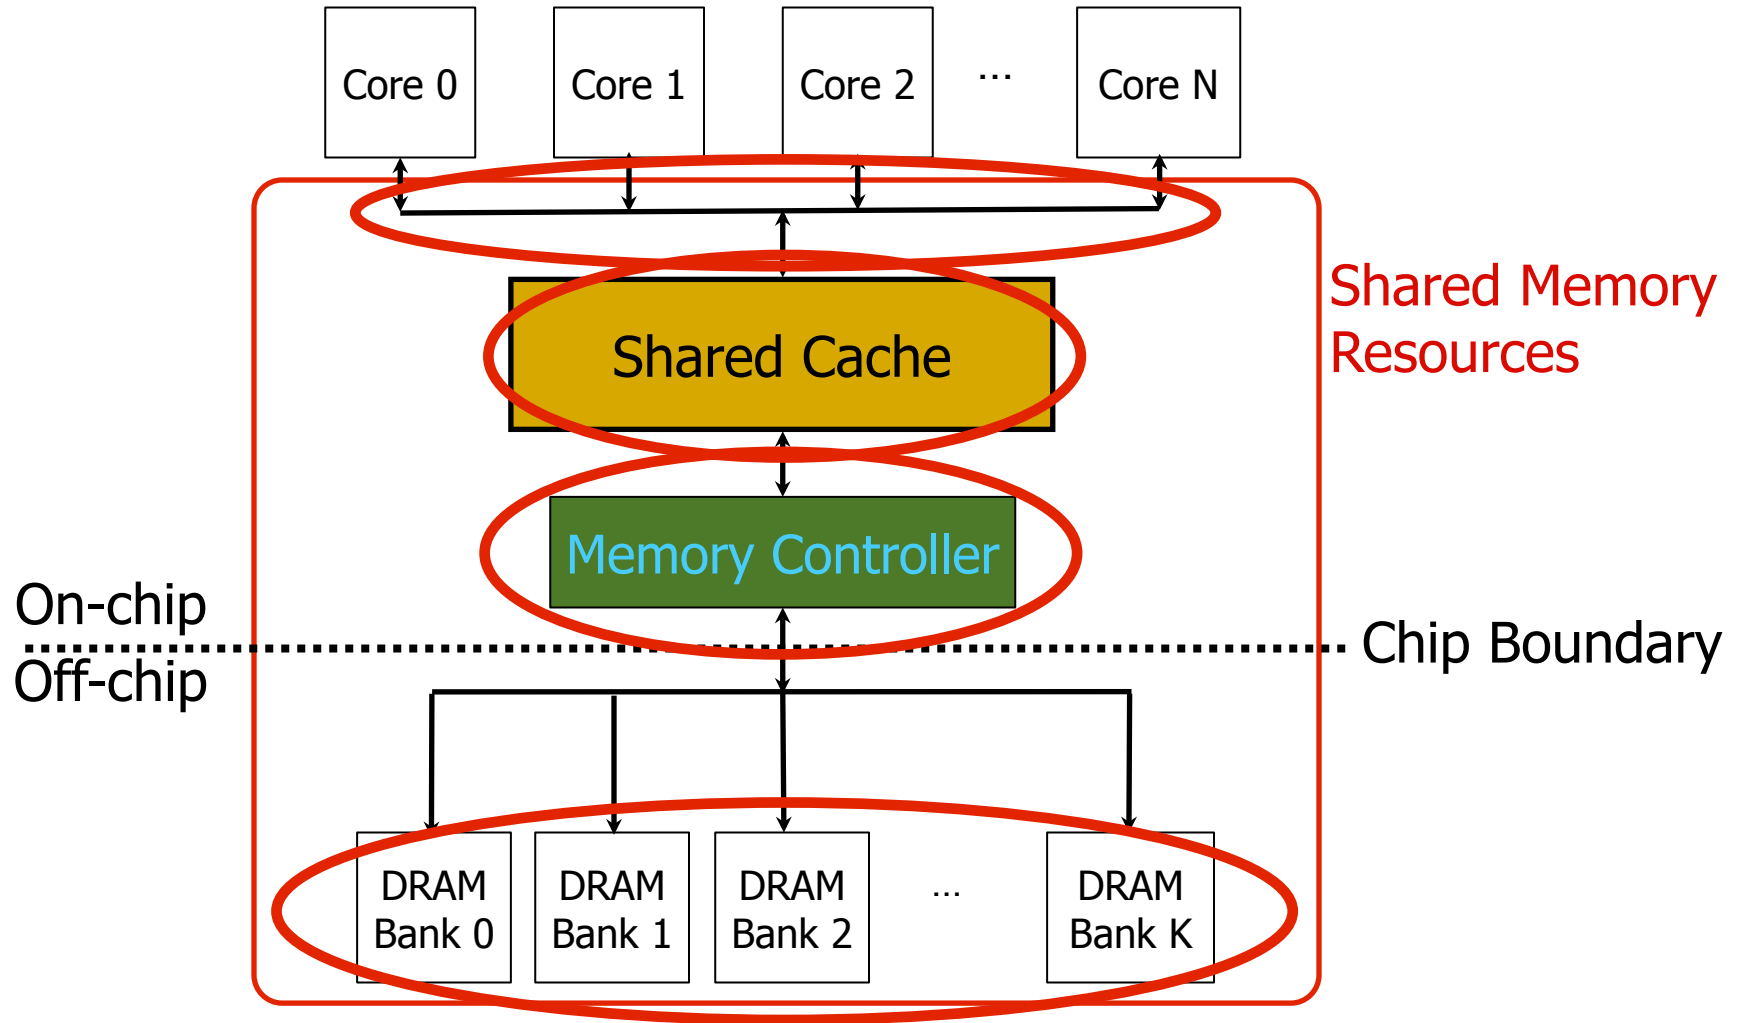 Core 0
Core 1
Core 2
...
Core N
Shared Memory
Resources
Shared Cache
Memory Controller
On-chip
Chip Boundary
Off-chip
DRAM
Bank 0
DRAM
Bank 1
DRAM
Bank 2
...
DRAM
Bank K